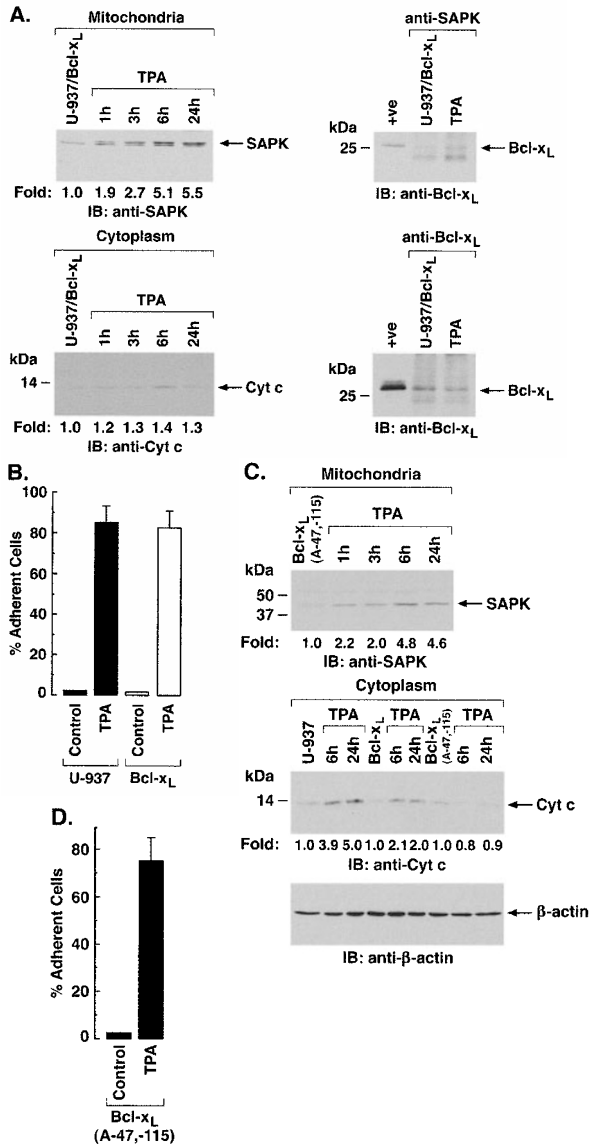 A.
Mitochondria
U-937/Bcl-xL
TPA
1h 3h 6h 24h
SAPK
Fold: 1.0 1.9 2.7 5.1 5.5
IB: anti-SAPK
anti-SAPK
+ve U-937/Bcl-xL TPA
kDa
25
Bcl-xL
IB: anti-Bcl-xL
Cytoplasm
U-937/Bcl-xL
TPA
1h 3h 6h 24h
kDa
14
Cyt c
Fold: 1.0 1.2 1.3 1.4 1.3
IB: anti-Cyt c
anti-Bcl-xL
+ve U-937/Bcl-xL TPA
kDa
25
Bcl-xL
IB: anti-Bcl-xL
B.
% Adherent Cells
100
80
60
40
20
0
Control TPA Control TPA
U-937 Bcl-xL
C.
Mitochondria
Bcl-xL (A-47,-115)
TPA
1h 3h 6h 24h
kDa
50
37
SAPK
Fold: 1.0 2.2 2.0 4.8 4.6
IB: anti-SAPK
Cytoplasm
TPA TPA TPA
U-937 6h 24h Bcl-xL 6h 24h Bcl-xL (A-47,-115) 6h 24h
kDa
14
Cyt c
Fold: 1.0 3.9 5.0 1.0 2.1 2.0 1.0 0.8 0.9
IB: anti-Cyt c
β-actin
IB: anti-β-actin
D.
% Adherent Cells
80
60
40
20
0
Control TPA
Bcl-xL
(A-47,-115)